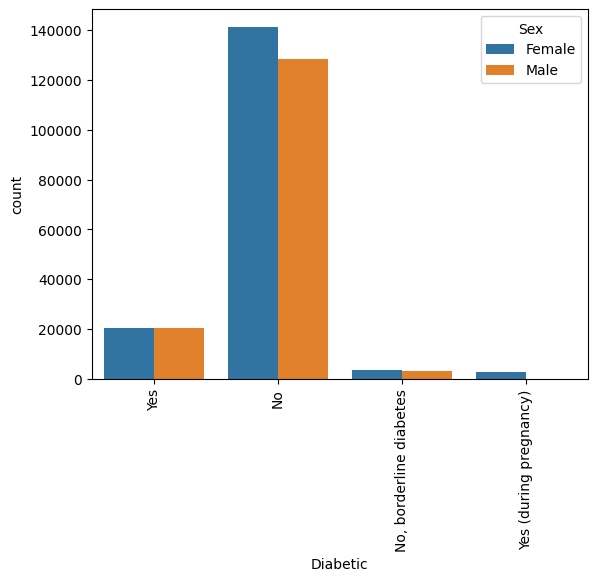 140000
120000
100000
80000
60000
40000
20000
0
count
Sex
Female
Male
Yes
No
No, borderline diabetes
Yes (during pregnancy)
Diabetic